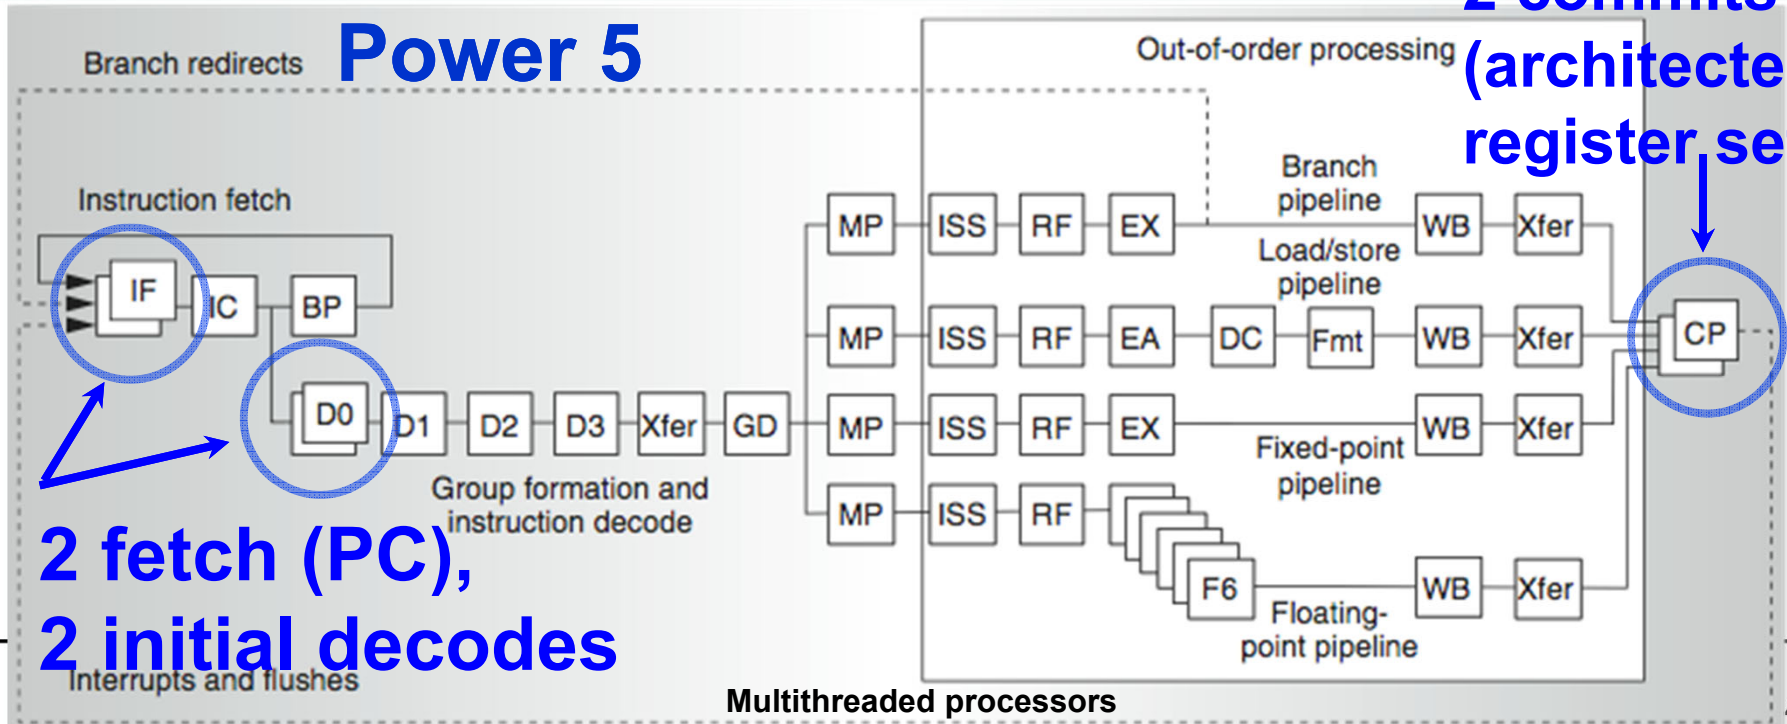 2 commits
(architecte
register se
Branch redirects
Power 5
Out-of-order processing
Instruction fetch
Branch
pipeline
MP ISS RF EX WB Xfer
Load/store
pipeline
IF IC BP
MP ISS RF EA DC Fmt WB Xfer
CP
D0 D1 D2 D3 Xfer GD
MP ISS RF EX WB Xfer
Fixed-point
pipeline
Group formation and
instruction decode
MP ISS RF
F6 WB Xfer
Floating-
point pipeline
2 fetch (PC),
2 initial decodes
Interrupts and flushes
Multithreaded processors